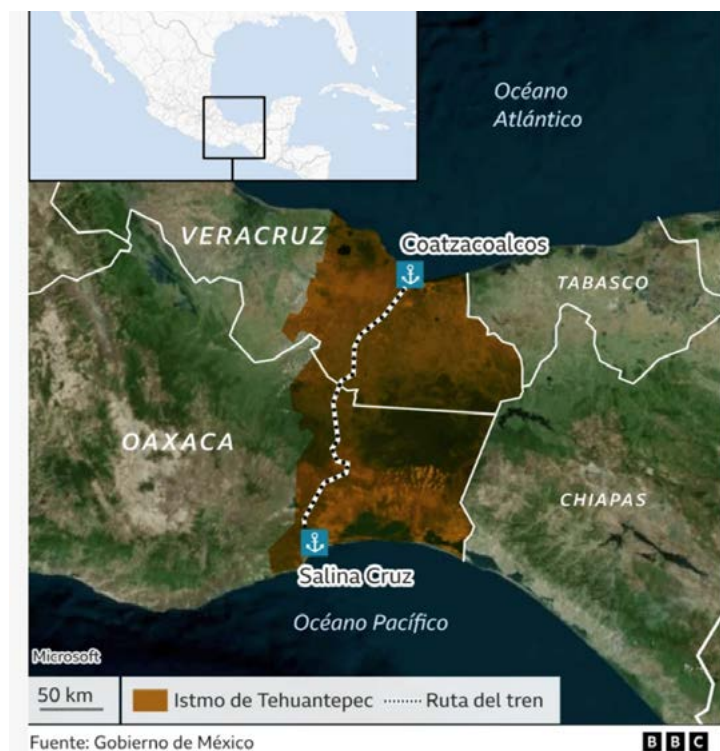 Océano
Atlántico
VERACRUZ
Coatzacoalcos
TABASCO
OAXACA
CHIAPAS
Salina Cruz
Océano Pacífico
Microsoft
50 km
Istmo de Tehuantepec
Ruta del tren
Fuente: Gobierno de México
BBC